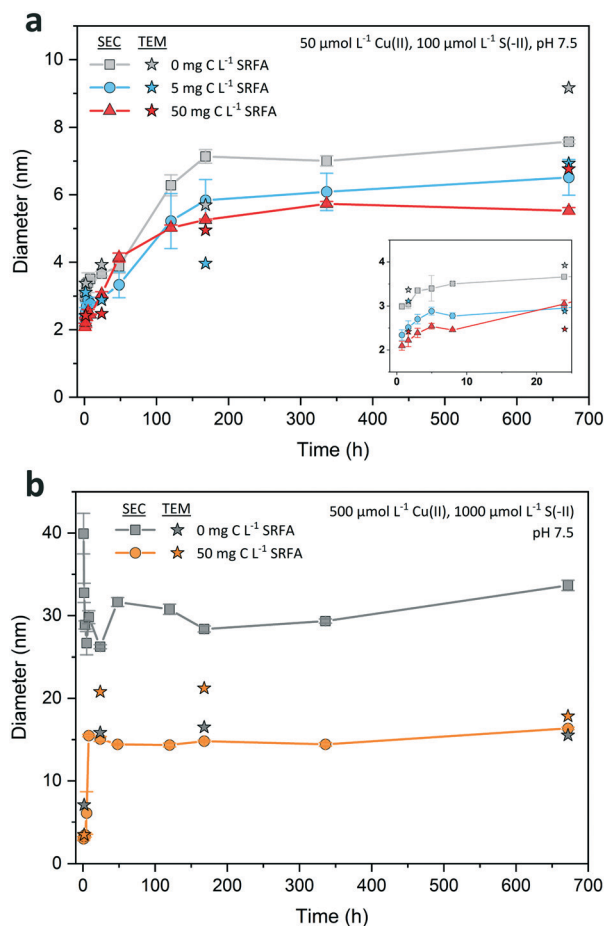 a
SEC TEM
50 μmol L-1 Cu(II), 100 μmol L-1 S(-II), pH 7.5
0 mg C L-1 SRFA
5 mg C L-1 SRFA
50 mg C L-1 SRFA
Diameter (nm)
10
8
6
4
2
0
4
3
2
0 10 20
0 100 200 300 400 500 600 700
Time (h)
b
SEC TEM
500 μmol L-1 Cu(II), 1000 μmol L-1 S(-II)
pH 7.5
0 mg C L-1 SRFA
50 mg C L-1 SRFA
Diameter (nm)
40
30
20
10
0
0 100 200 300 400 500 600 700
Time (h)